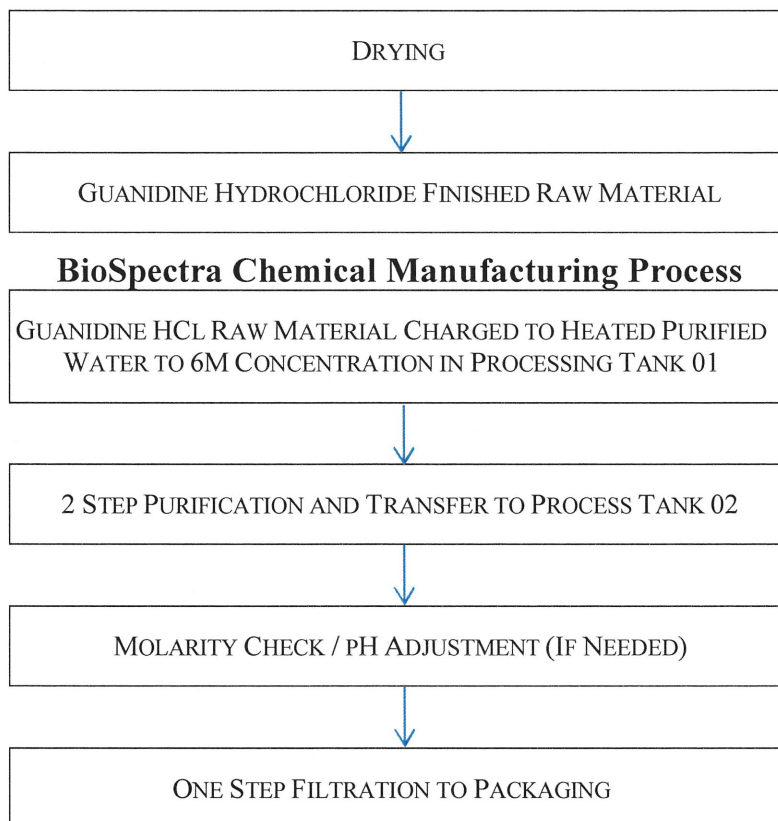 DRYING
GUANIDINE HYDROCHLORIDE FINISHED RAW MATERIAL
BioSpectra Chemical Manufacturing Process
GUANIDINE HCL RAW MATERIAL CHARGED TO HEATED PURIFIED
WATER TO 6M CONCENTRATION IN PROCESSING TANK 01
2 STEP PURIFICATION AND TRANSFER TO PROCESS TANK 02
MOLARITY CHECK / PH ADJUSTMENT (IF NEEDED)
ONE STEP FILTRATION TO PACKAGING